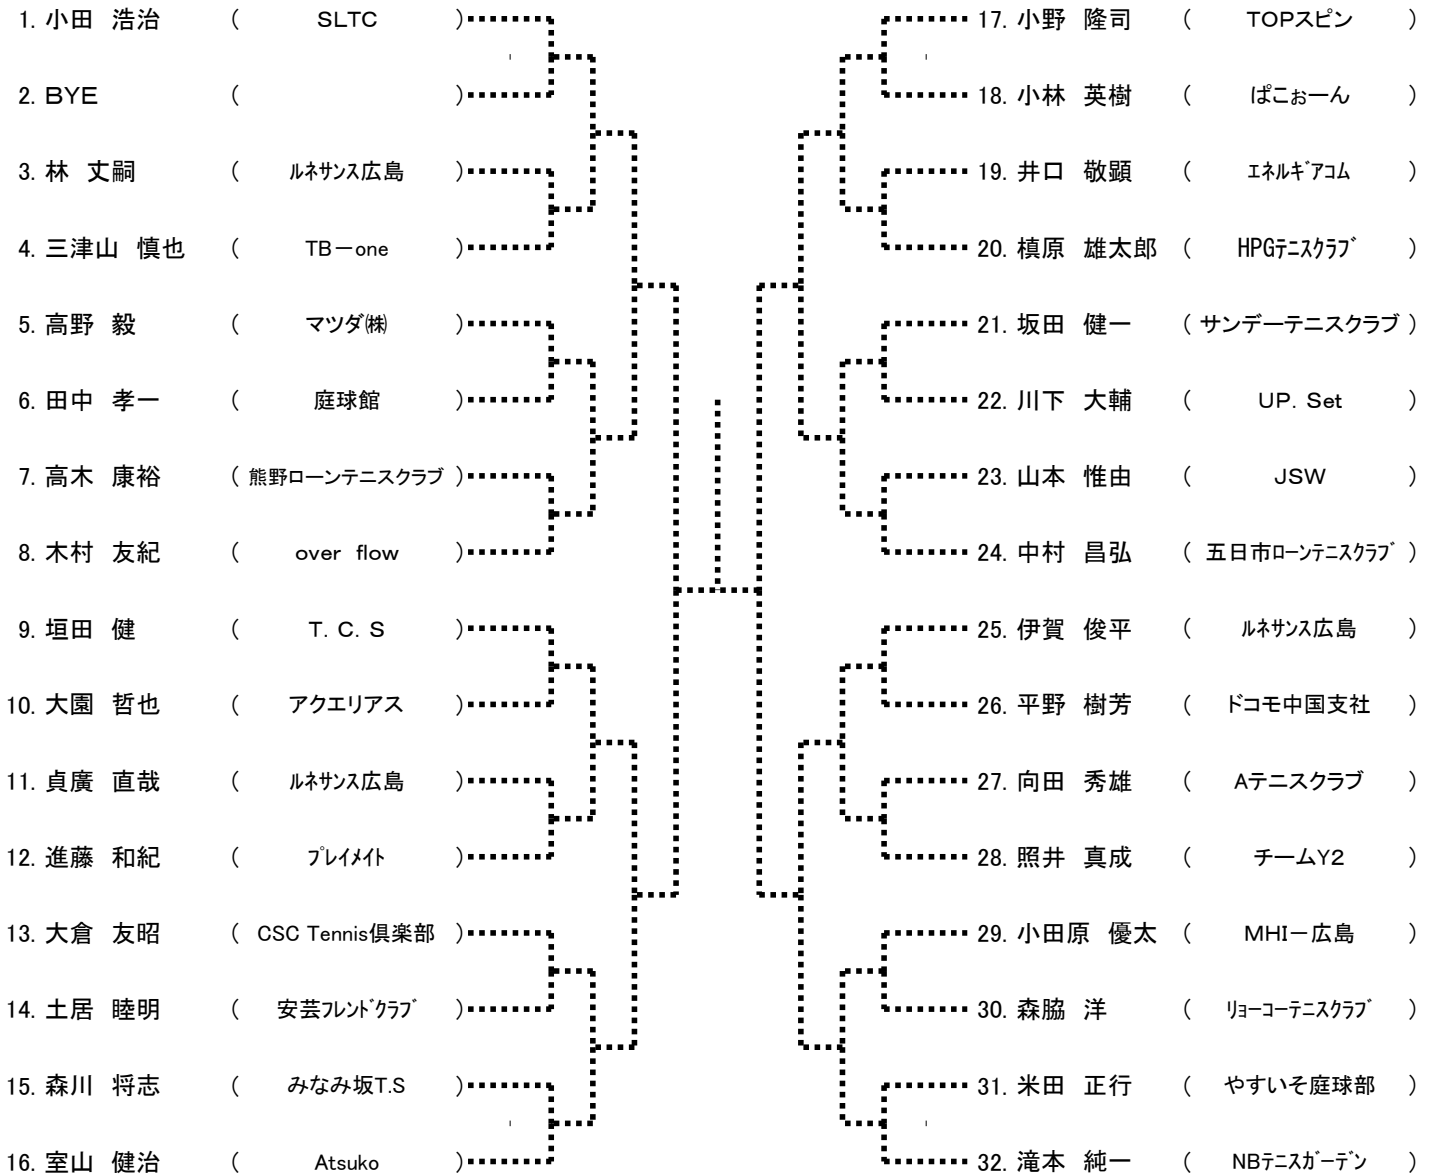 1. 小田　浩治 ( SLTC )
2. BYE ( )
3. 林　丈嗣 ( ﾙﾈｻﾝｽ広島 )
4. 三津山　慎也 ( TB－one )
5. 高野　毅 ( マツダ㈱ )
6. 田中　孝一 ( 庭球館 )
7. 高木　康裕 ( 熊野ローンテニスクラブ )
8. 木村　友紀 ( over flow )
9. 垣田　健 ( T. C. S )
10. 大園　哲也 ( アクエリアス )
11. 貞廣　直哉 ( ﾙﾈｻﾝｽ広島 )
12. 進藤　和紀 ( ﾌﾟﾚｲﾒｲﾄ )
13. 大倉　友昭 ( CSC Tennis倶楽部 )
14. 土居　睦明 ( 安芸ﾌﾚﾝﾄﾞｸﾗﾌﾞ )
15. 森川　将志 ( みなみ坂T.S )
16. 室山　健治 ( Atsuko )
17. 小野　隆司 ( TOPスピン )
18. 小林　英樹 ( ぱこぉーん )
19. 井口　敬顕 ( ｴﾈﾙｷﾞｱｺﾑ )
20. 槙原　雄太郎 ( HPGﾃﾆｽｸﾗﾌﾞ )
21. 坂田　健一 ( サンデーテニスクラブ )
22. 川下　大輔 ( UP. Set )
23. 山本　惟由 ( JSW )
24. 中村　昌弘 ( 五日市ﾛｰﾝﾃﾆｽｸﾗﾌﾞ )
25. 伊賀　俊平 ( ﾙﾈｻﾝｽ広島 )
26. 平野　樹芳 ( ドコモ中国支社 )
27. 向田　秀雄 ( Aテニスクラブ )
28. 照井　真成 ( チームY2 )
29. 小田原　優太 ( MHI－広島 )
30. 森脇　洋 ( ﾘｮｰｺｰﾃﾆｽｸﾗﾌﾞ )
31. 米田　正行 ( やすいそ庭球部 )
32. 滝本　純一 ( NBﾃﾆｽｶﾞｰﾃﾞﾝ )